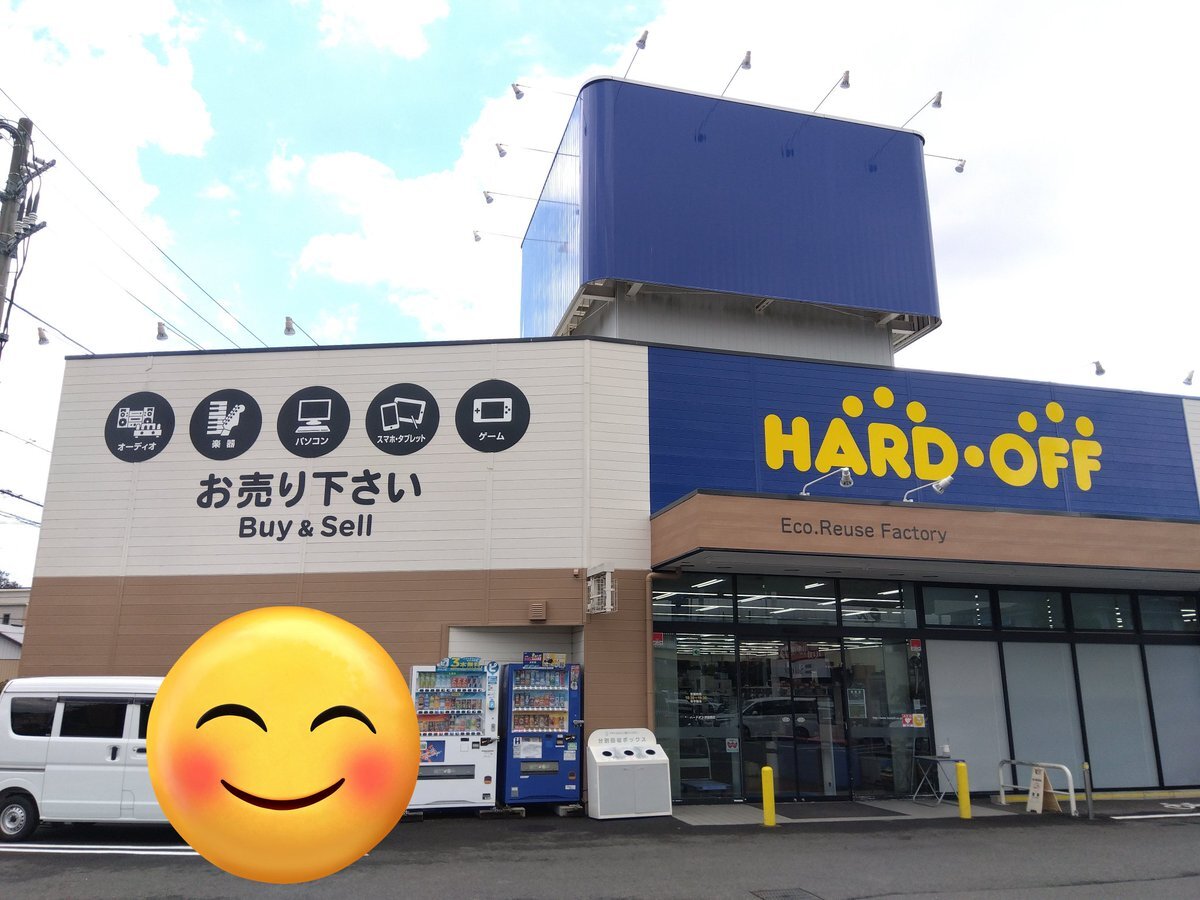 オーディオ
楽器
パソコン
スマホ・タブレット
ゲーム
お売り下さい
Buy & Sell
HARD・OFF
Eco.Reuse Factory